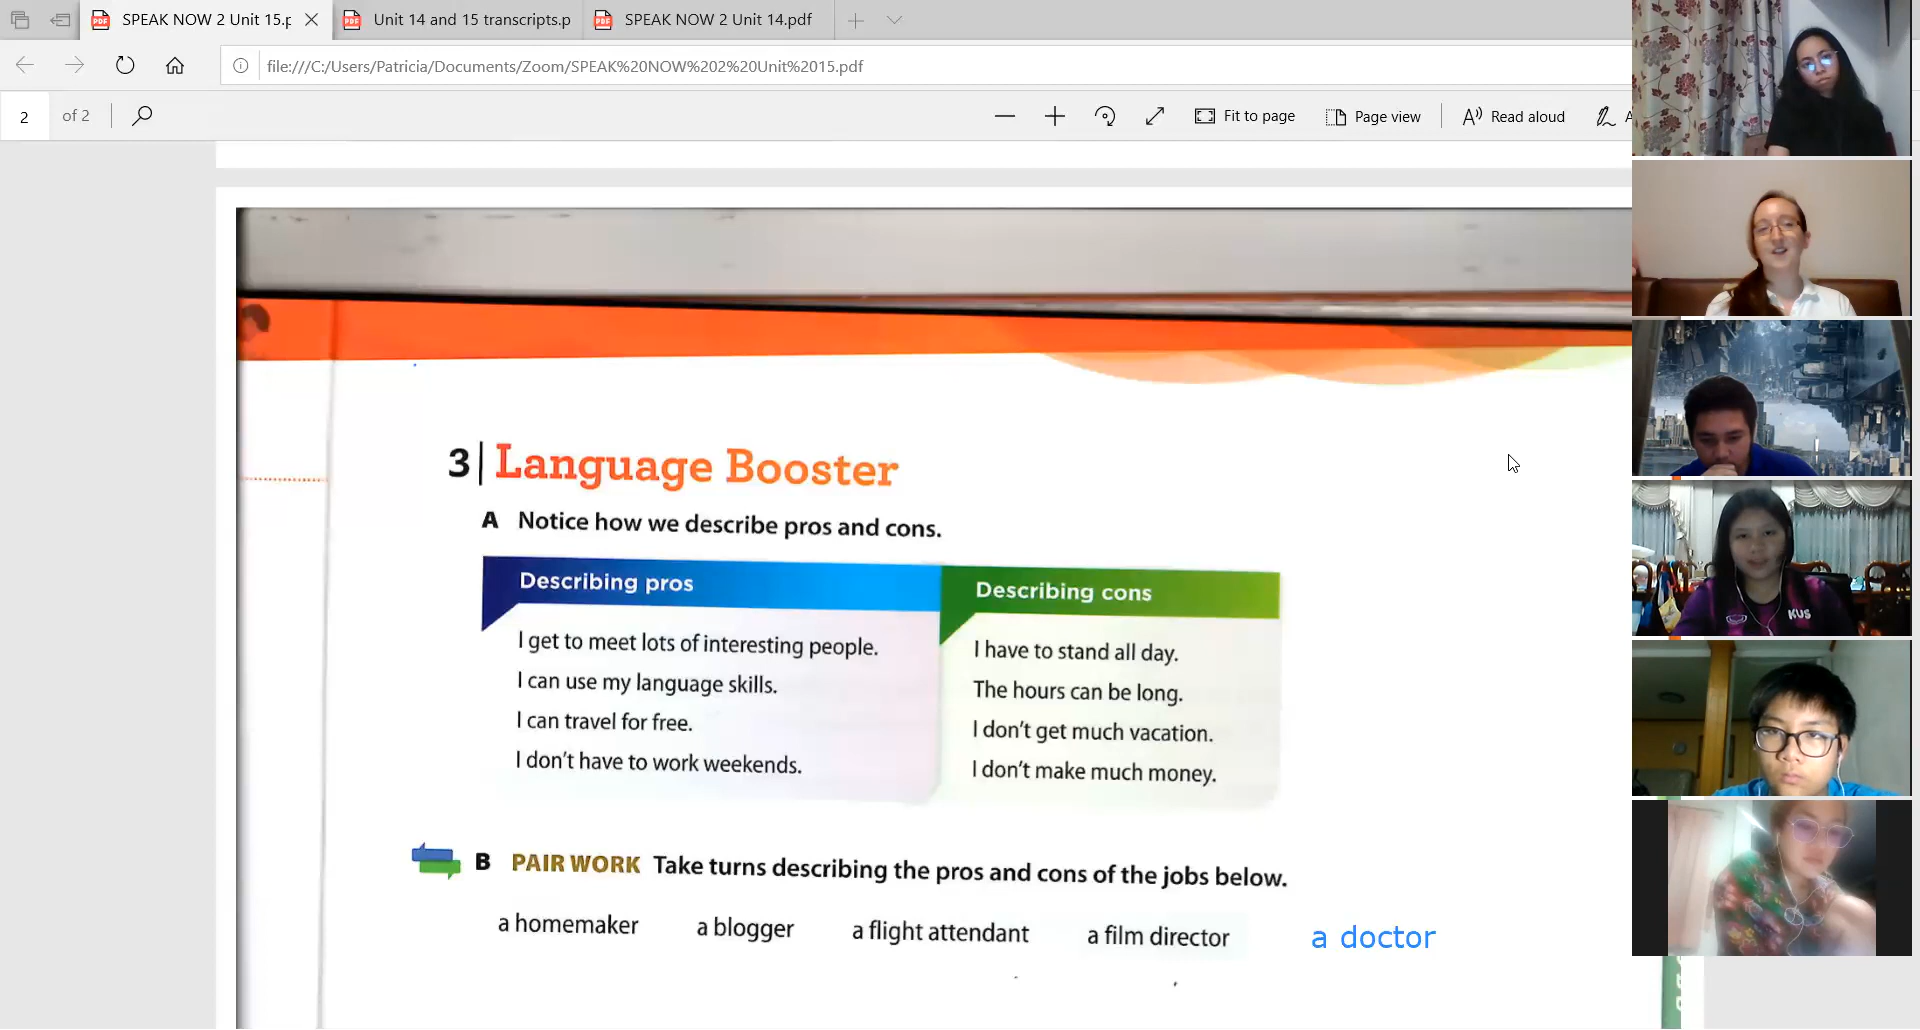 SPEAK NOW 2 Unit 15.p
Unit 14 and 15 transcripts.p
SPEAK NOW 2 Unit 14.pdf
file:///C:/Users/Patricia/Documents/Zoom/SPEAK%20NOW%202%20Unit%2015.pdf
2 of 2
Fit to page
Page view
Read aloud
3 Language Booster
A Notice how we describe pros and cons.
Describing pros
I get to meet lots of interesting people.
I can use my language skills.
I can travel for free.
I don't have to work weekends.
Describing cons
I have to stand all day.
The hours can be long.
I don't get much vacation.
I don't make much money.
B PAIR WORK Take turns describing the pros and cons of the jobs below.
a homemaker a blogger a flight attendant a film director a doctor
KUS